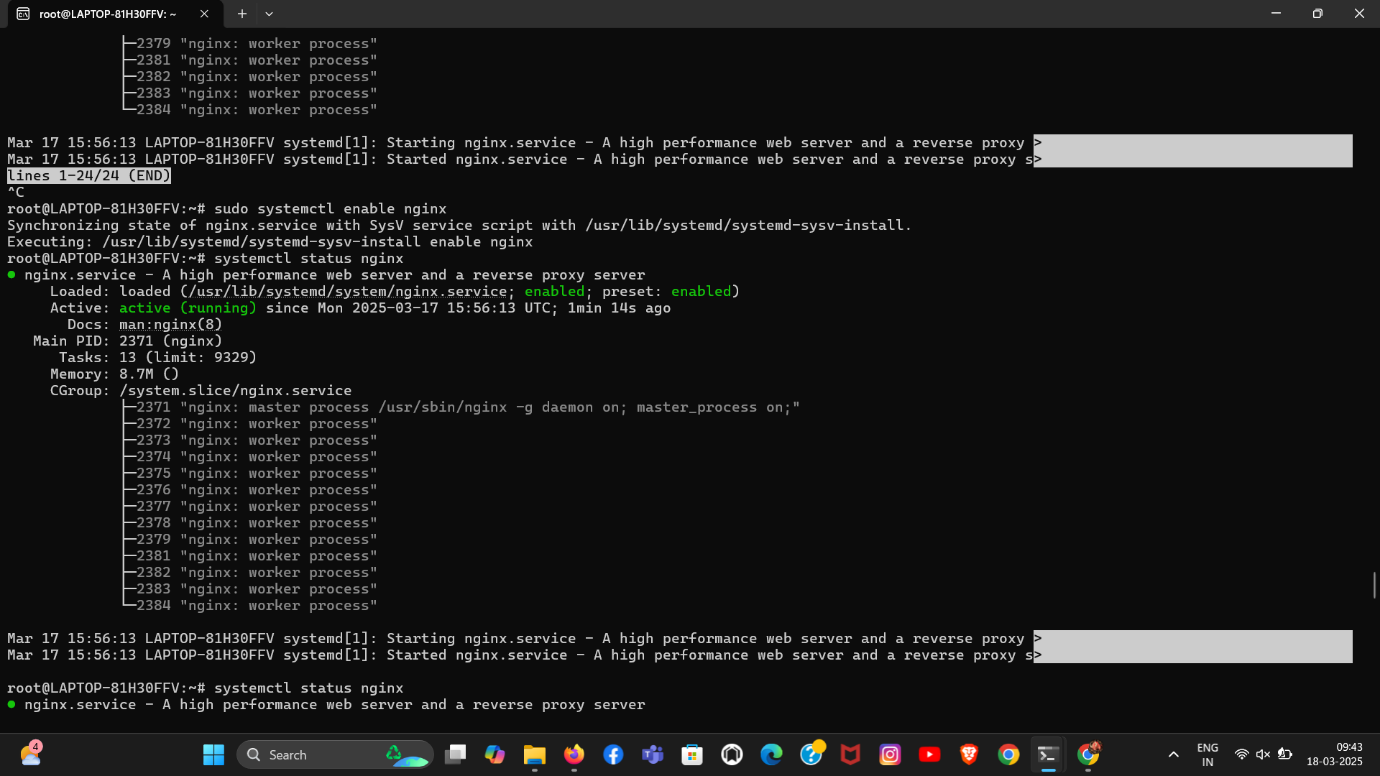 root@LAPTOP-81H30FFV: ~
├─2379 "nginx: worker process"
├─2381 "nginx: worker process"
├─2382 "nginx: worker process"
├─2383 "nginx: worker process"
└─2384 "nginx: worker process"
Mar 17 15:56:13 LAPTOP-81H30FFV systemd[1]: Starting nginx.service - A high performance web server and a reverse proxy >
Mar 17 15:56:13 LAPTOP-81H30FFV systemd[1]: Started nginx.service - A high performance web server and a reverse proxy s>
lines 1-24/24 (END)
^C
root@LAPTOP-81H30FFV:~# sudo systemctl enable nginx
Synchronizing state of nginx.service with SysV service script with /usr/lib/systemd/systemd-sysv-install.
Executing: /usr/lib/systemd/systemd-sysv-install enable nginx
root@LAPTOP-81H30FFV:~# systemctl status nginx
● nginx.service - A high performance web server and a reverse proxy server
Loaded: loaded (/usr/lib/systemd/system/nginx.service; enabled; preset: enabled)
Active: active (running) since Mon 2025-03-17 15:56:13 UTC; 1min 14s ago
Docs: man:nginx(8)
Main PID: 2371 (nginx)
Tasks: 13 (limit: 9329)
Memory: 8.7M ()
CGroup: /system.slice/nginx.service
├─2371 "nginx: master process /usr/sbin/nginx -g daemon on; master_process on;"
├─2372 "nginx: worker process"
├─2373 "nginx: worker process"
├─2374 "nginx: worker process"
├─2375 "nginx: worker process"
├─2376 "nginx: worker process"
├─2377 "nginx: worker process"
├─2378 "nginx: worker process"
├─2379 "nginx: worker process"
├─2381 "nginx: worker process"
├─2382 "nginx: worker process"
├─2383 "nginx: worker process"
└─2384 "nginx: worker process"
Mar 17 15:56:13 LAPTOP-81H30FFV systemd[1]: Starting nginx.service - A high performance web server and a reverse proxy >
Mar 17 15:56:13 LAPTOP-81H30FFV systemd[1]: Started nginx.service - A high performance web server and a reverse proxy s>
root@LAPTOP-81H30FFV:~# systemctl status nginx
● nginx.service - A high performance web server and a reverse proxy server
4
Search
ENG
IN
09:43
18-03-2025